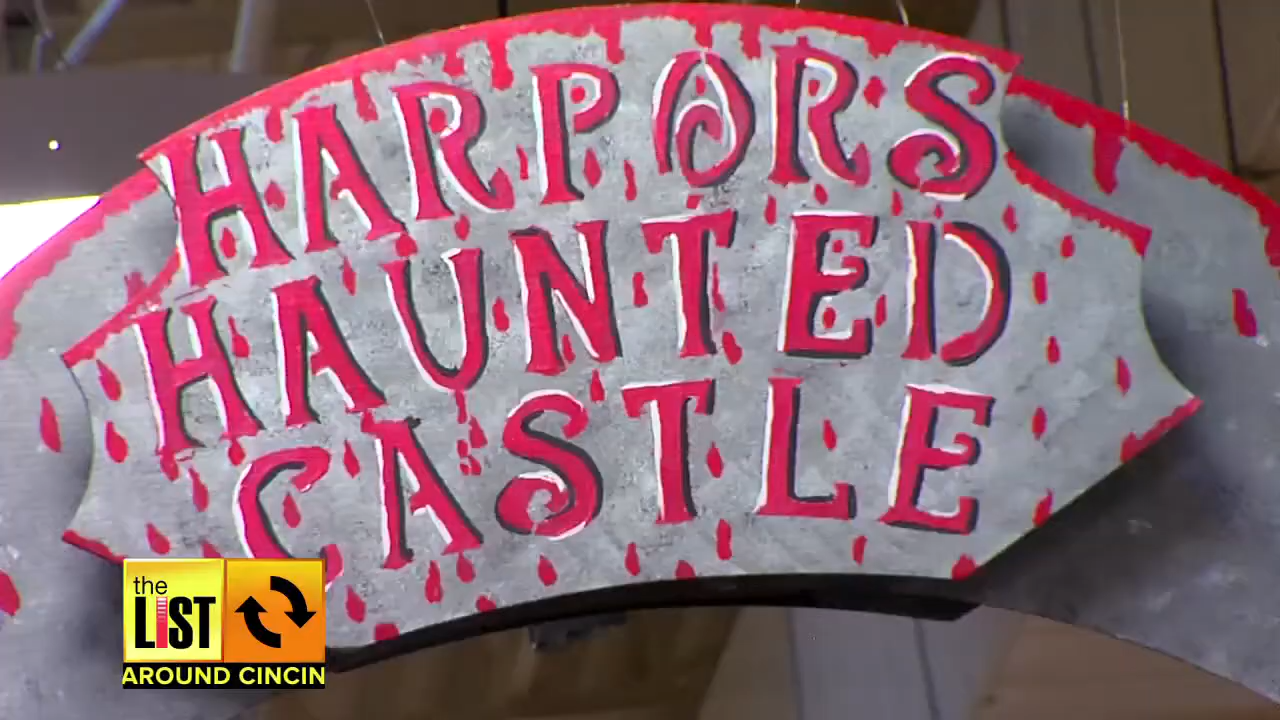 HARPORS
HAUNTED
CASTLE
the
LIST
AROUND CINCIN